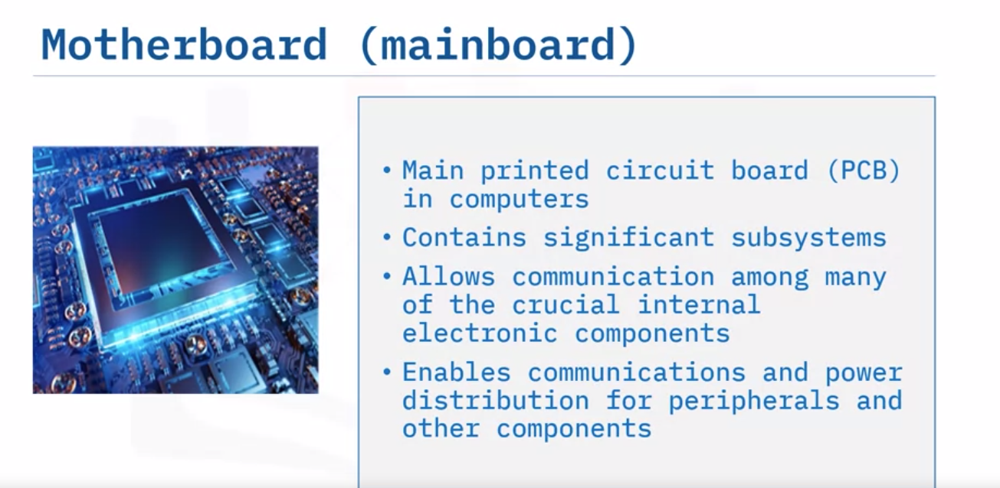 Motherboard (mainboard)
• Main printed circuit board (PCB)
in computers
• Contains significant subsystems
• Allows communication among many
of the crucial internal
electronic components
• Enables communications and power
distribution for peripherals and
other components